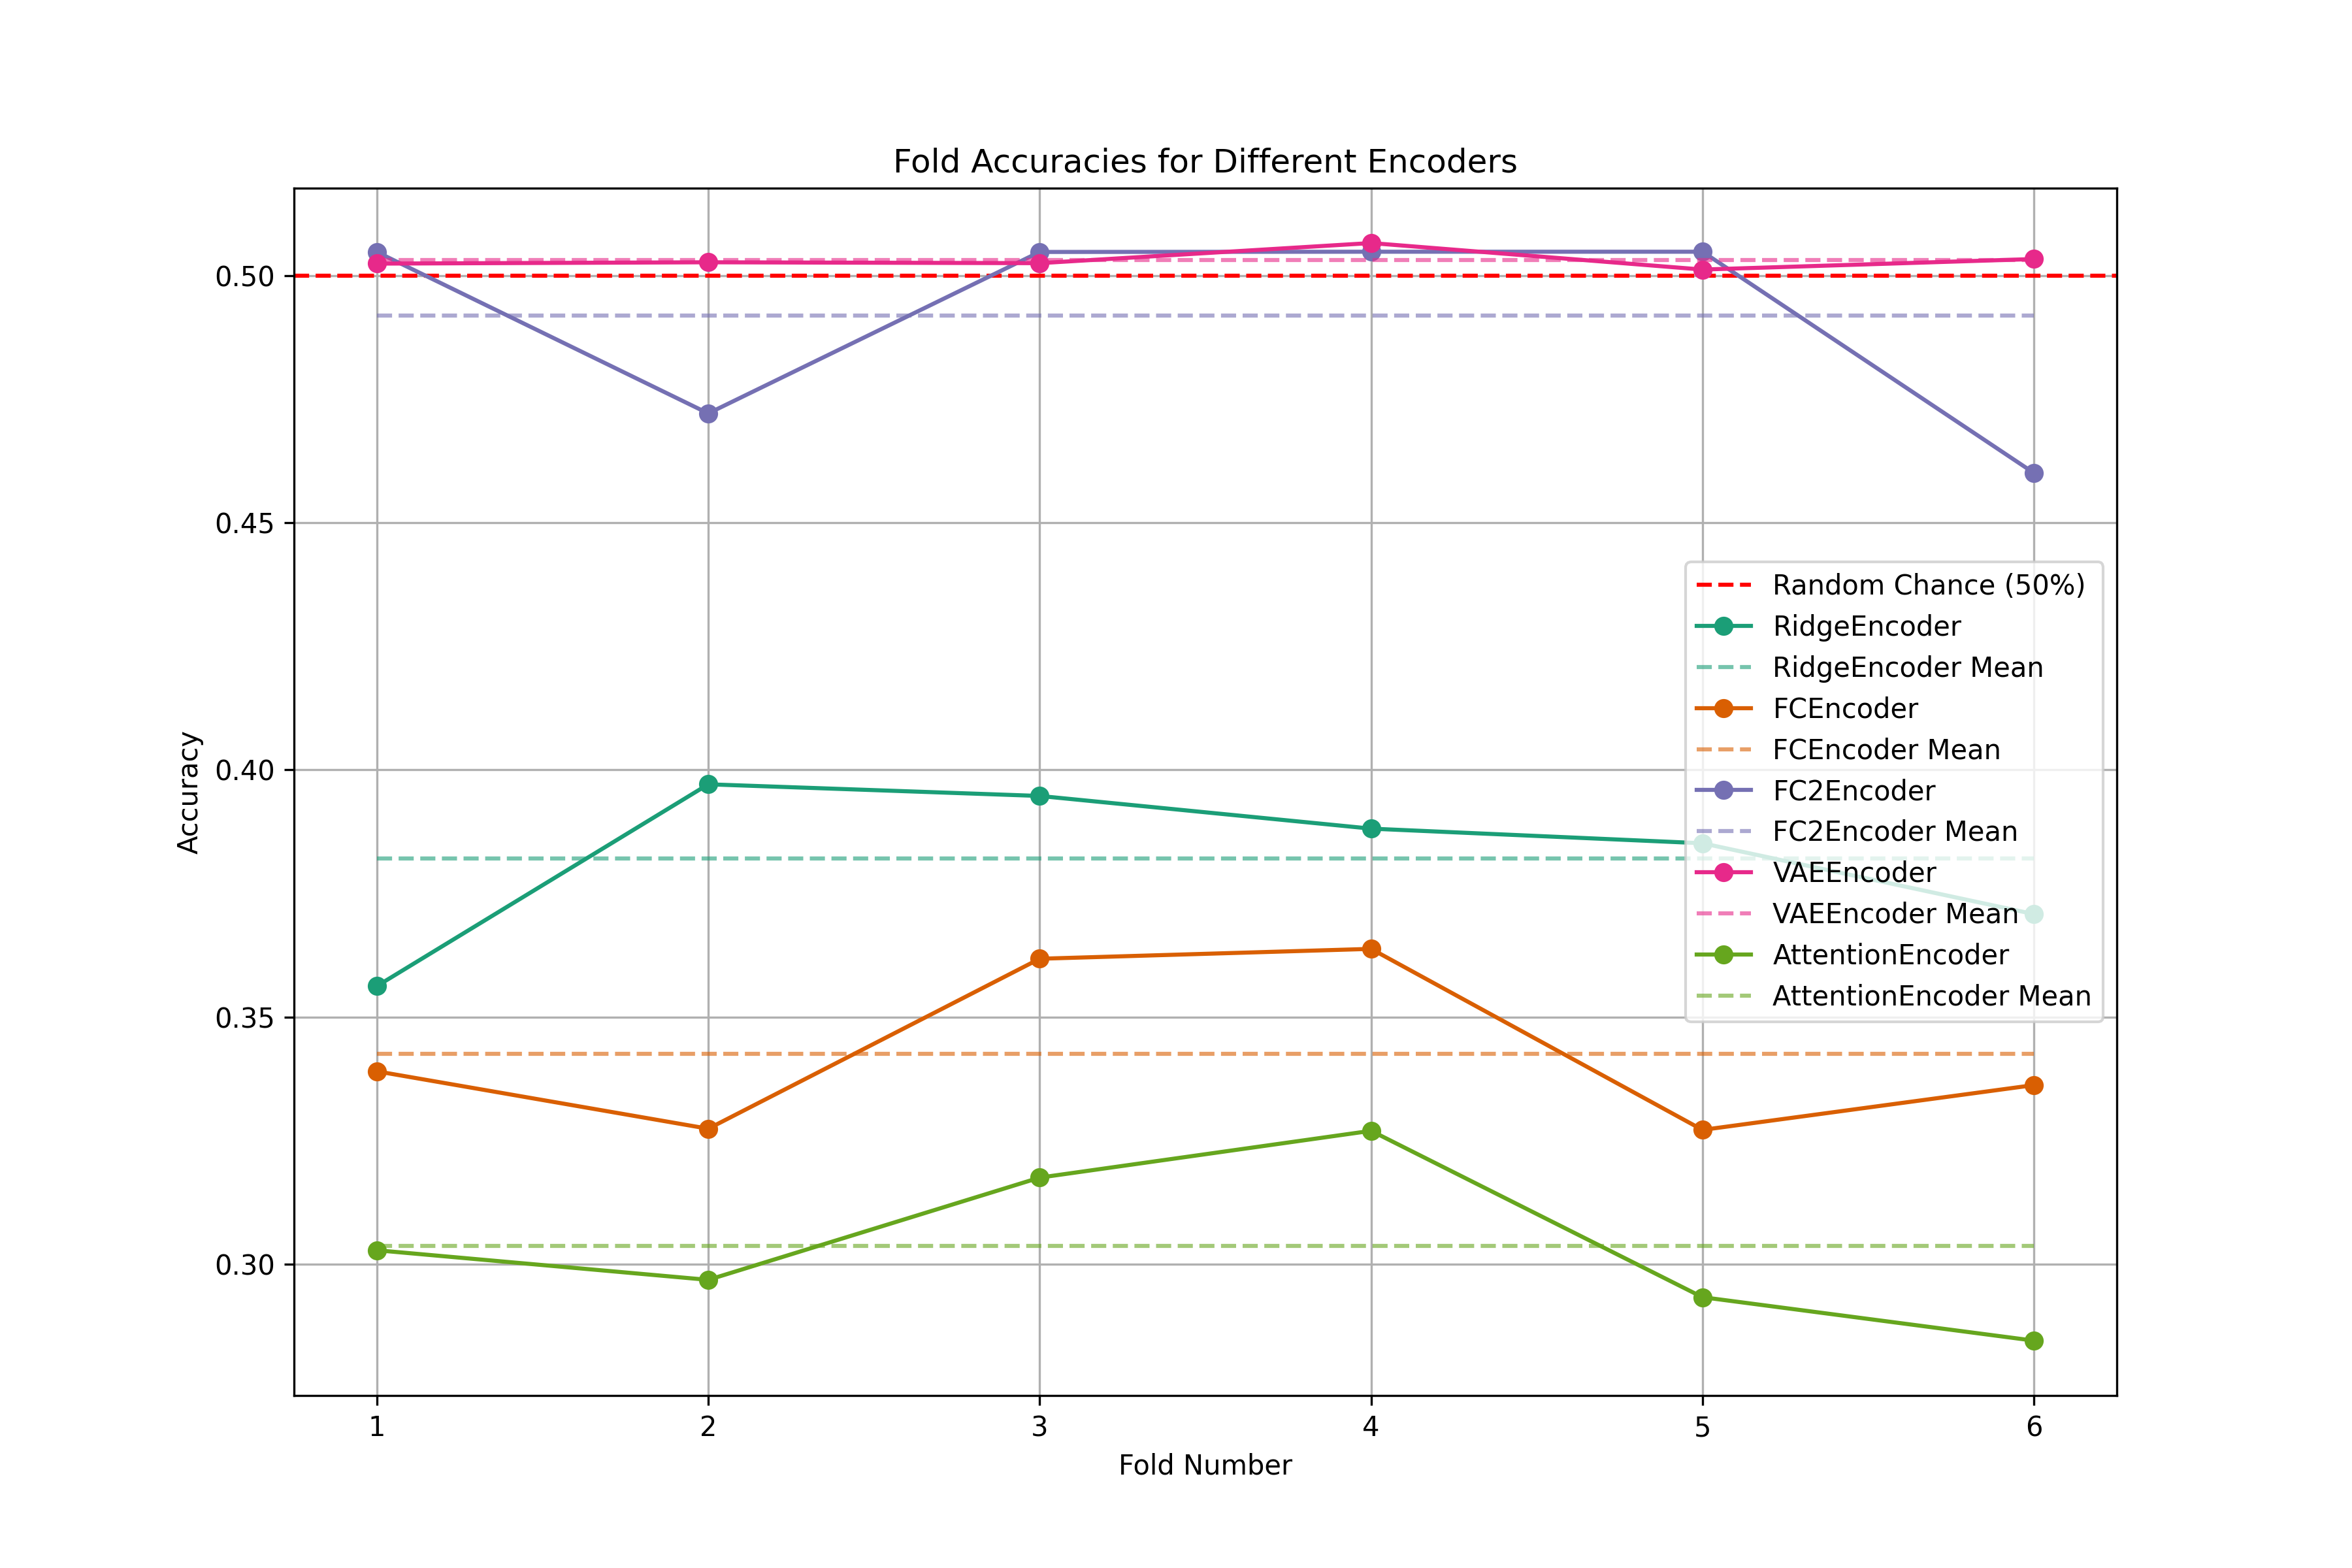 Fold Accuracies for Different Encoders
0.50
0.45
0.40
0.35
0.30
Accuracy
Random Chance (50%)
RidgeEncoder
RidgeEncoder Mean
FCEncoder
FCEncoder Mean
FC2Encoder
FC2Encoder Mean
VAEEncoder
VAEEncoder Mean
AttentionEncoder
AttentionEncoder Mean
1 2 3 4 5 6
Fold Number